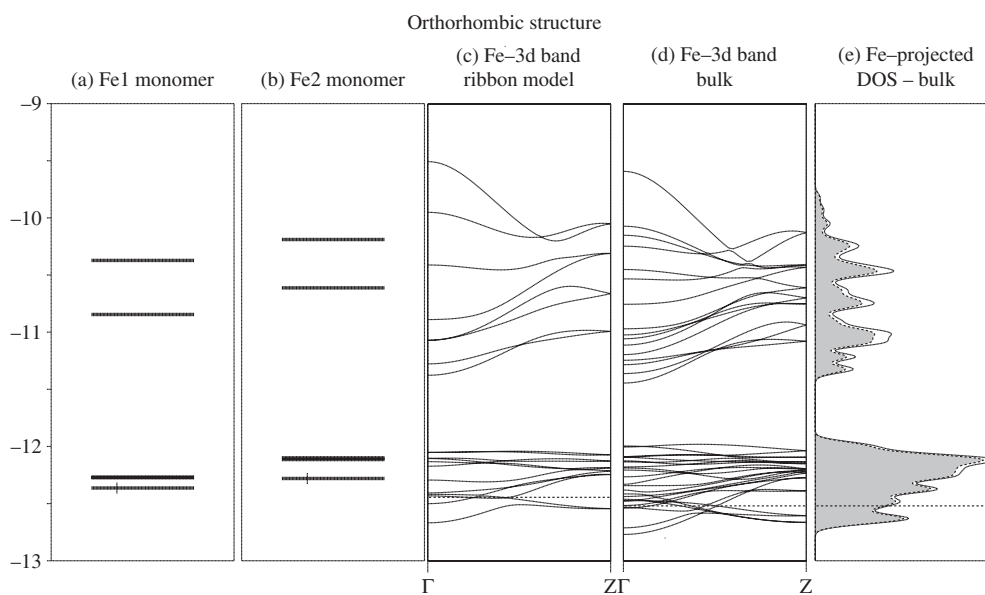 Orthorhombic structure
(a) Fe1 monomer
(b) Fe2 monomer
(c) Fe–3d band
ribbon model
(d) Fe–3d band
bulk
(e) Fe–projected
DOS – bulk
–9
–10
–11
–12
–13
Γ
Z
Γ
Z